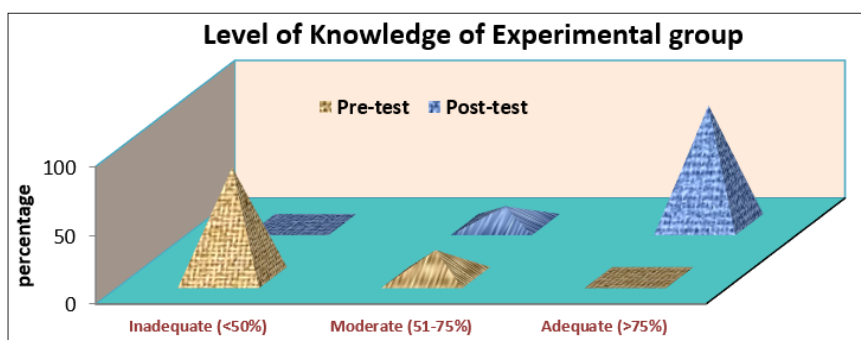 Level of Knowledge of Experimental group
Pre-test Post-test
100
50
0
percentage
Inadequate (<50%) Moderate (51-75%) Adequate (>75%)